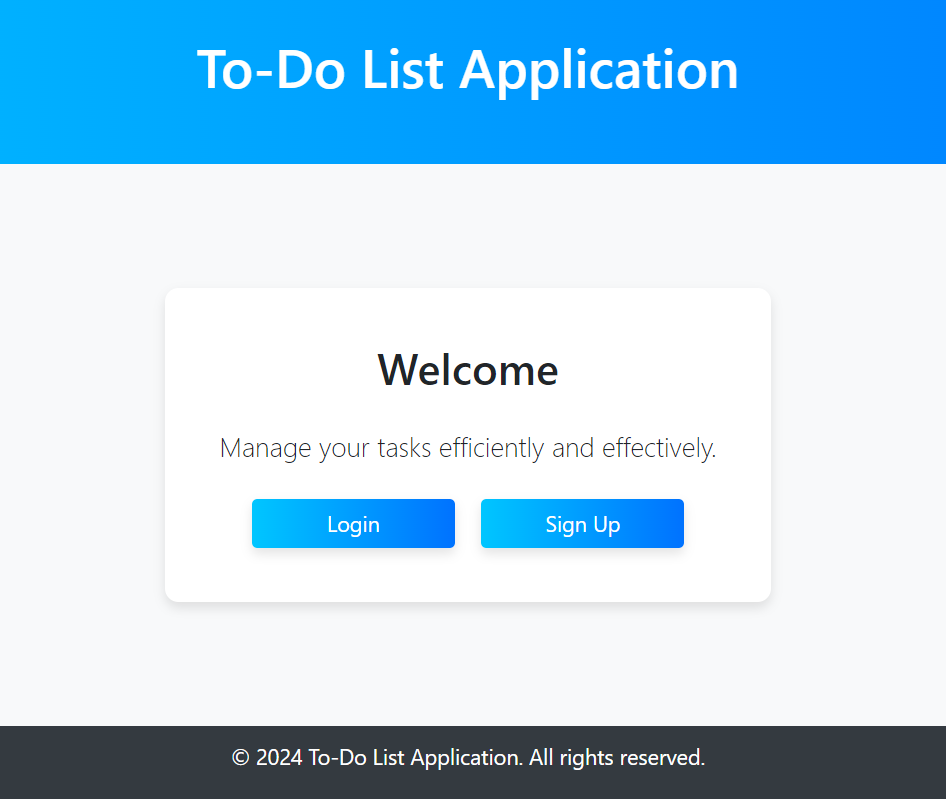 To-Do List Application
Welcome
Manage your tasks efficiently and effectively.
Login
Sign Up
© 2024 To-Do List Application. All rights reserved.